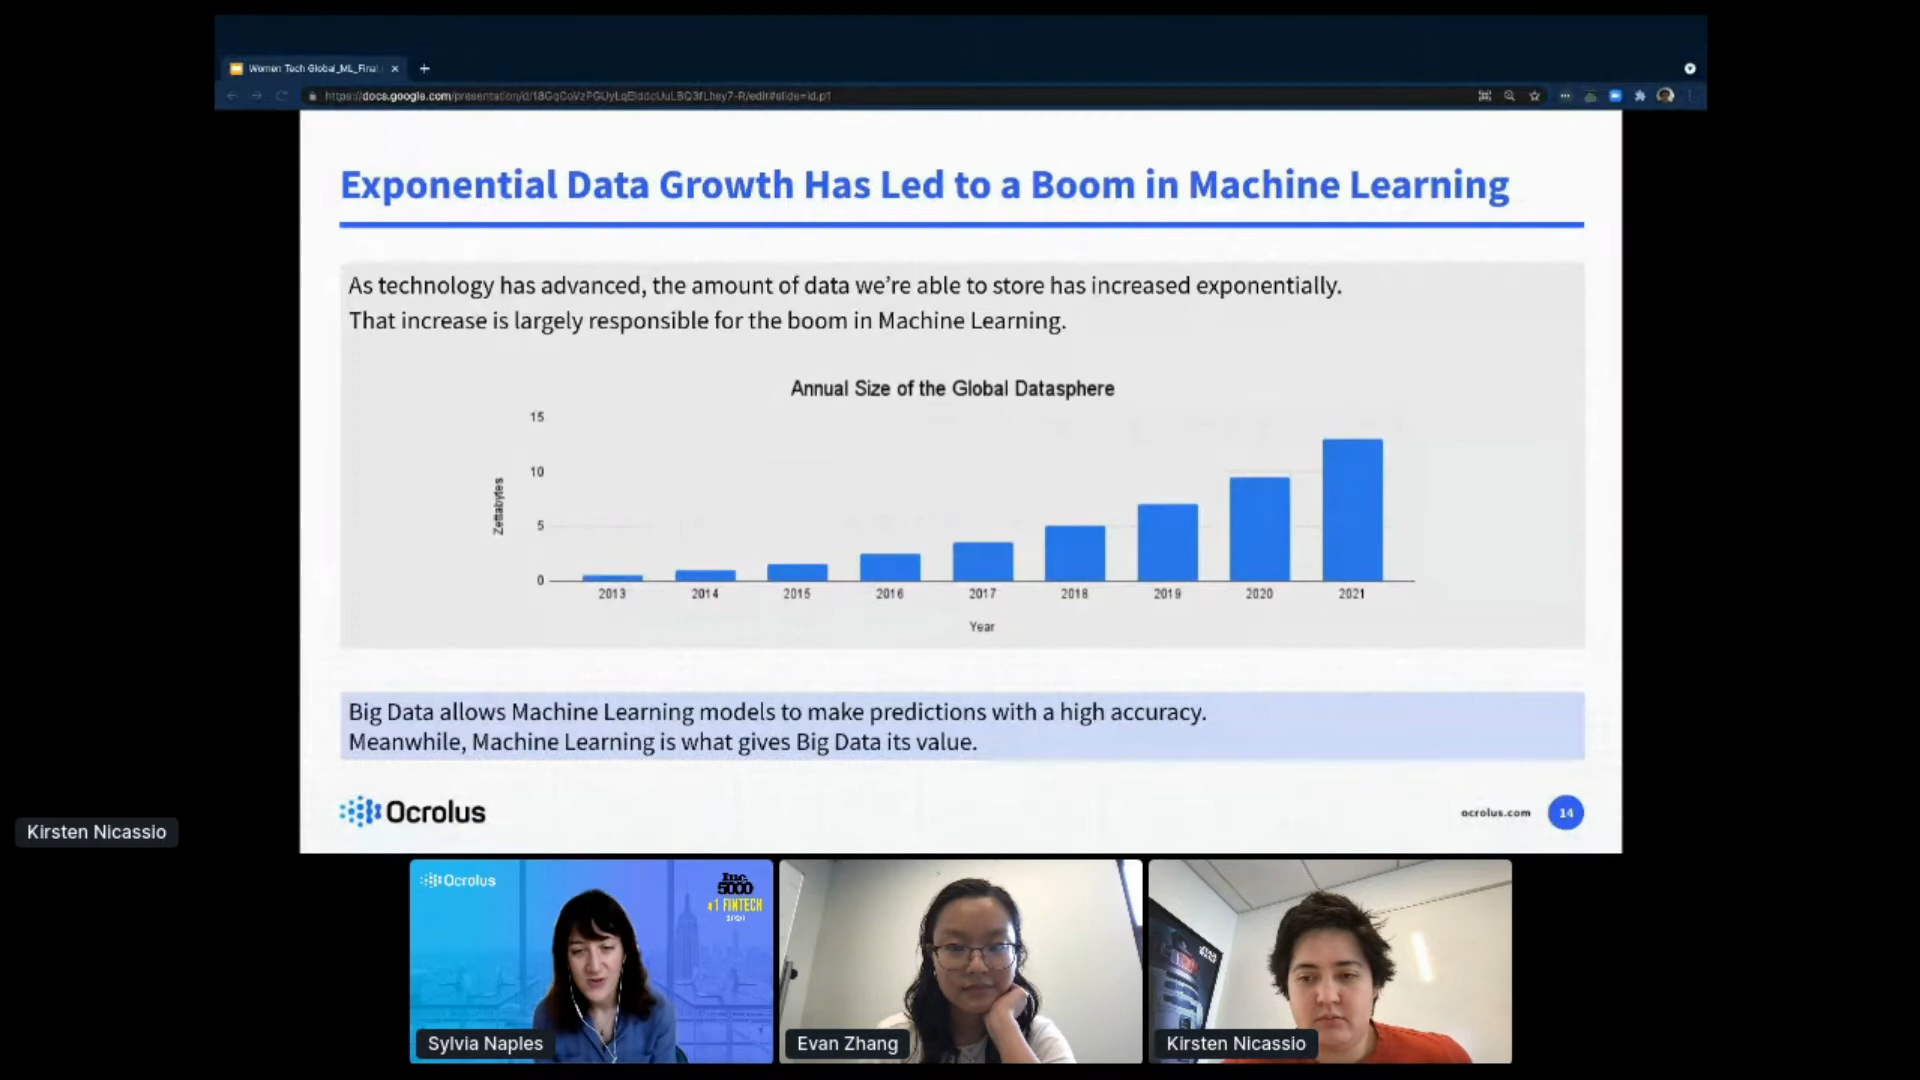 Women Tech Global_ML_Final
Exponential Data Growth Has Led to a Boom in Machine Learning
As technology has advanced, the amount of data we're able to store has increased exponentially.
That increase is largely responsible for the boom in Machine Learning.
Annual Size of the Global Datasphere
15
10
5
0
Zettabytes
2013 2014 2015 2016 2017 2018 2019 2020 2021
Year
Big Data allows Machine Learning models to make predictions with a high accuracy.
Meanwhile, Machine Learning is what gives Big Data its value.
Ocrolus
ocrolus.com 14
Kirsten Nicassio
Ocrolus
Inc.
5000
#1 FINTECH
2020
Sylvia Naples
Evan Zhang
Kirsten Nicassio